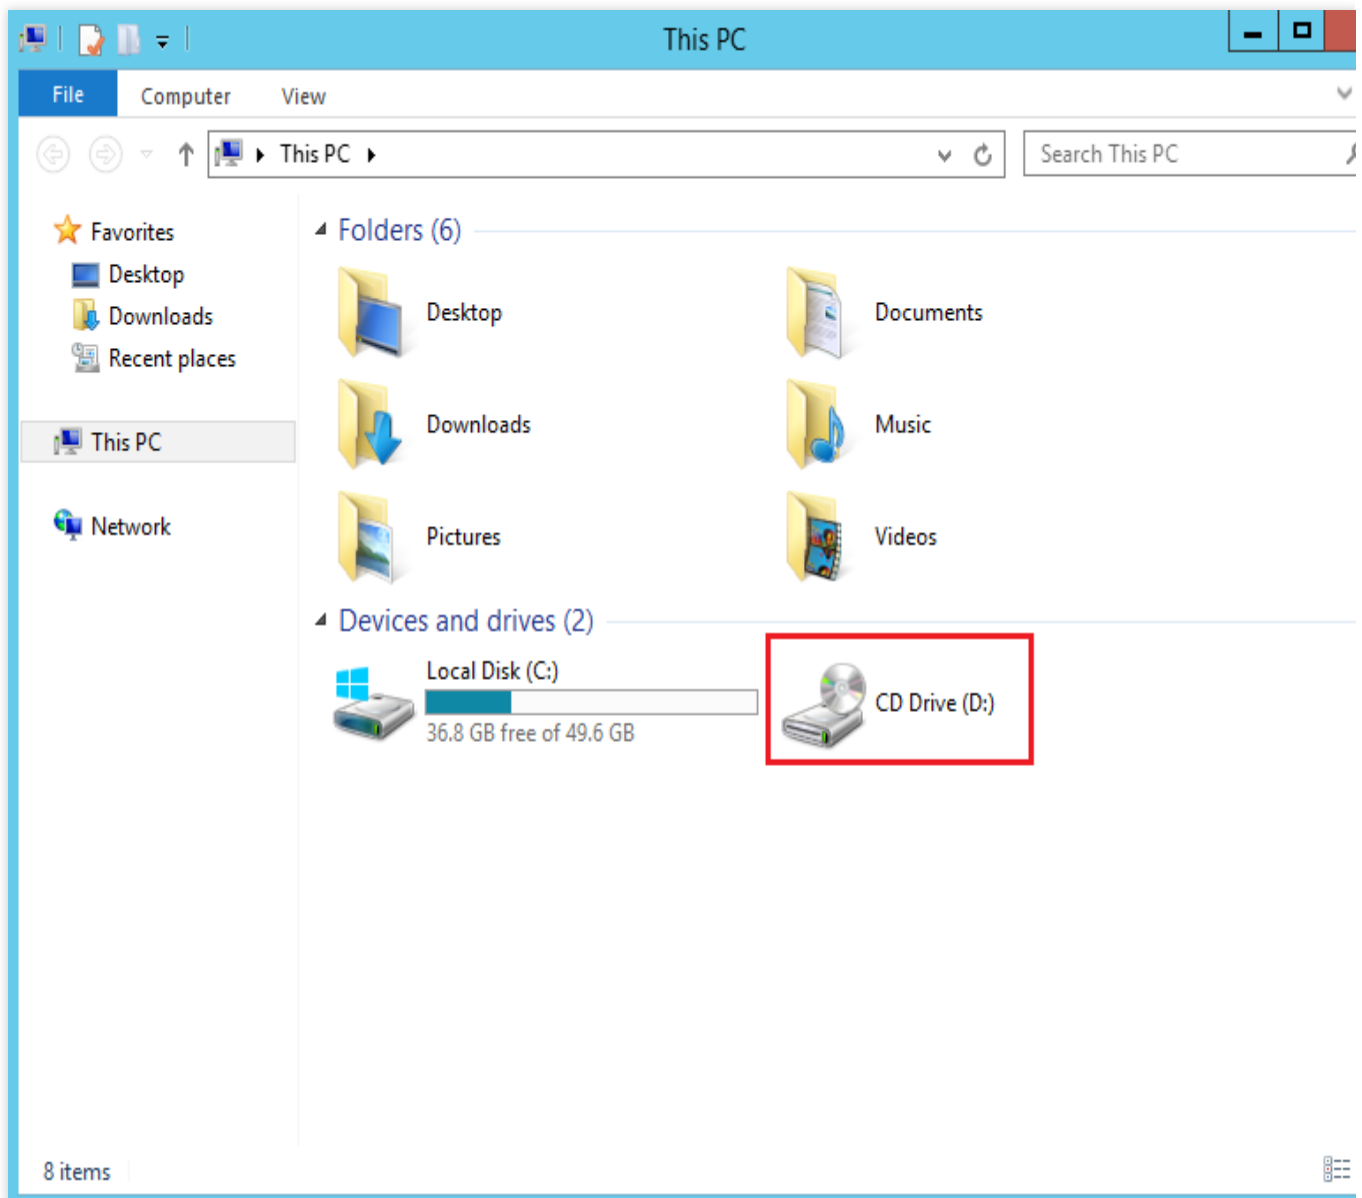 This PC
File Computer View
This PC
Search This PC
Favorites
Desktop
Downloads
Recent places
This PC
Network
Folders (6)
Desktop
Documents
Downloads
Music
Pictures
Videos
Devices and drives (2)
Local Disk (C:)
36.8 GB free of 49.6 GB
CD Drive (D:)
8 items